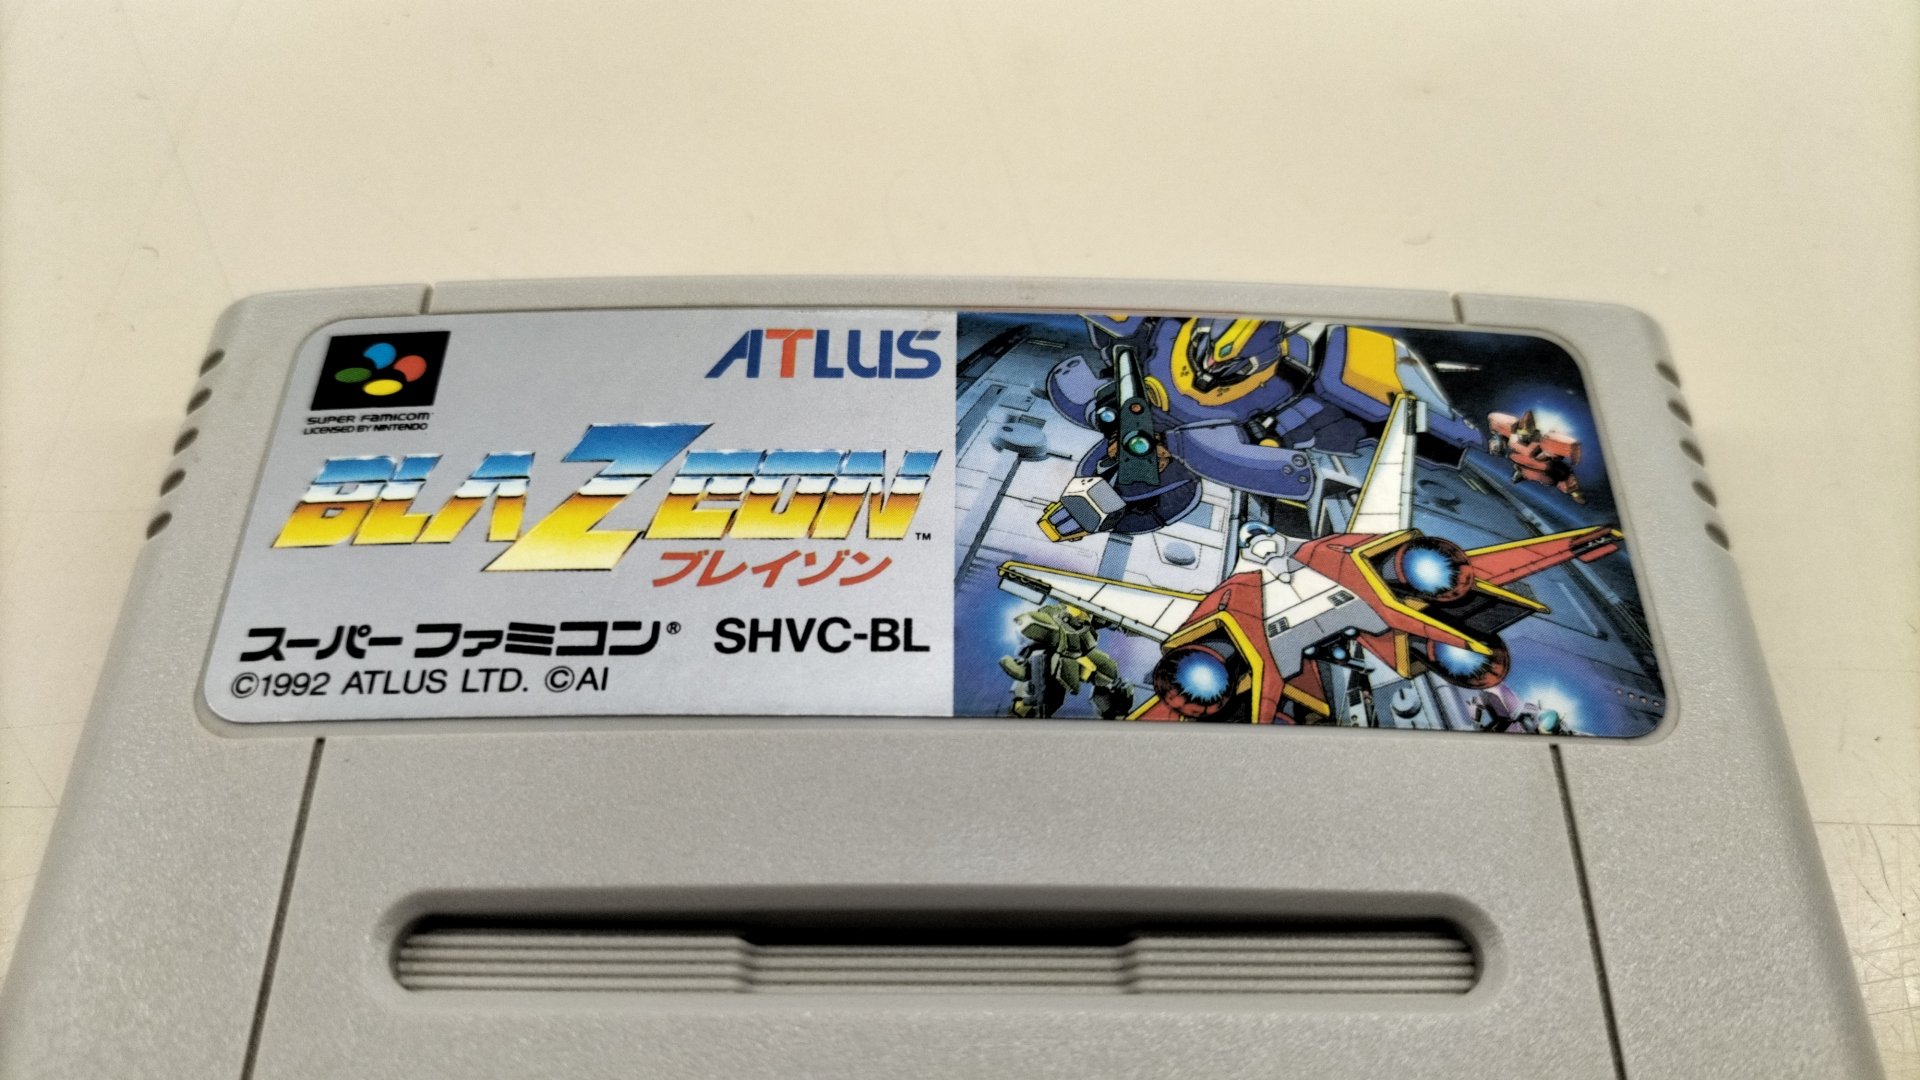 ATLUS
SUPER Famicom
LICENSED BY NINTENDO
BLAZEON™
ブレイゾン
スーパーファミコン® SHVC-BL
©1992 ATLUS LTD. ©AI